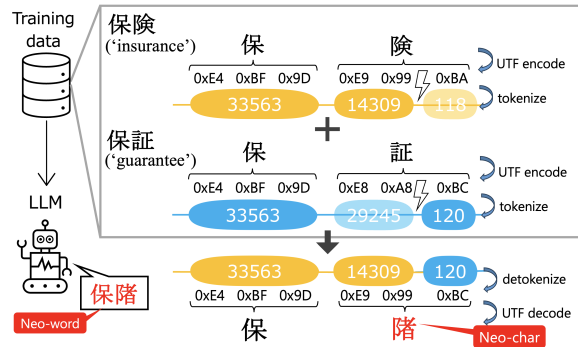 Training
data
LLM
保陼
Neo-word
保険
('insurance')
保 険
0xE4 0xBF 0x9D 0xE9 0x99 0xBA
UTF encode
33563 14309 118
tokenize
+
保証
('guarantee')
保 証
0xE4 0xBF 0x9D 0xE8 0xA8 0xBC
UTF encode
33563 29245 120
tokenize
33563 14309 120
detokenize
0xE4 0xBF 0x9D 0xE9 0x99 0xBC
UTF decode
保 陼
Neo-char